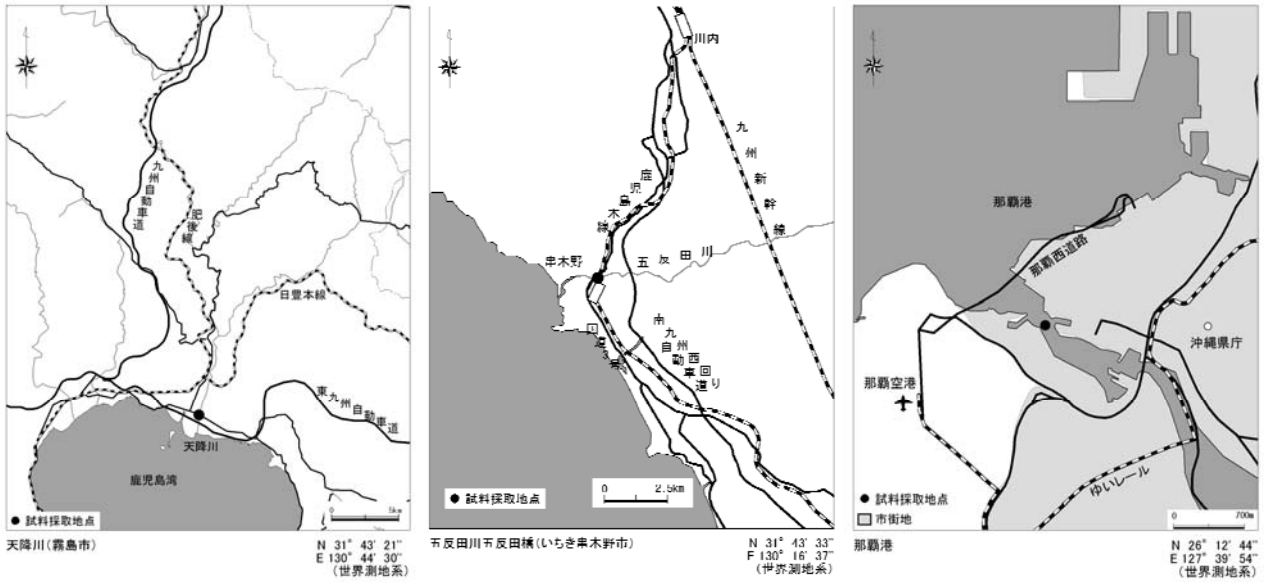 九州自動車道
肥後線
日豊本線
東九州自動車道
天降川
鹿児島湾
● 試料採取地点
5km
天降川(霧島市)
N 31° 43′ 21″
E 130° 44′ 30″
(世界測地系)
川内
九州新幹線
鹿児島本線
串木野
五反田川
国道3号
南九州西回り
自動車道
● 試料採取地点
0 2.5km
五反田川五反田橋(いちき串木野市)
N 31° 43′ 33″
E 130° 16′ 37″
(世界測地系)
那覇港
那覇西道路
沖縄県庁
那覇空港
ゆいレール
● 試料採取地点
市街地
0 700m
那覇港
N 26° 12′ 44″
E 127° 39′ 54″
(世界測地系)